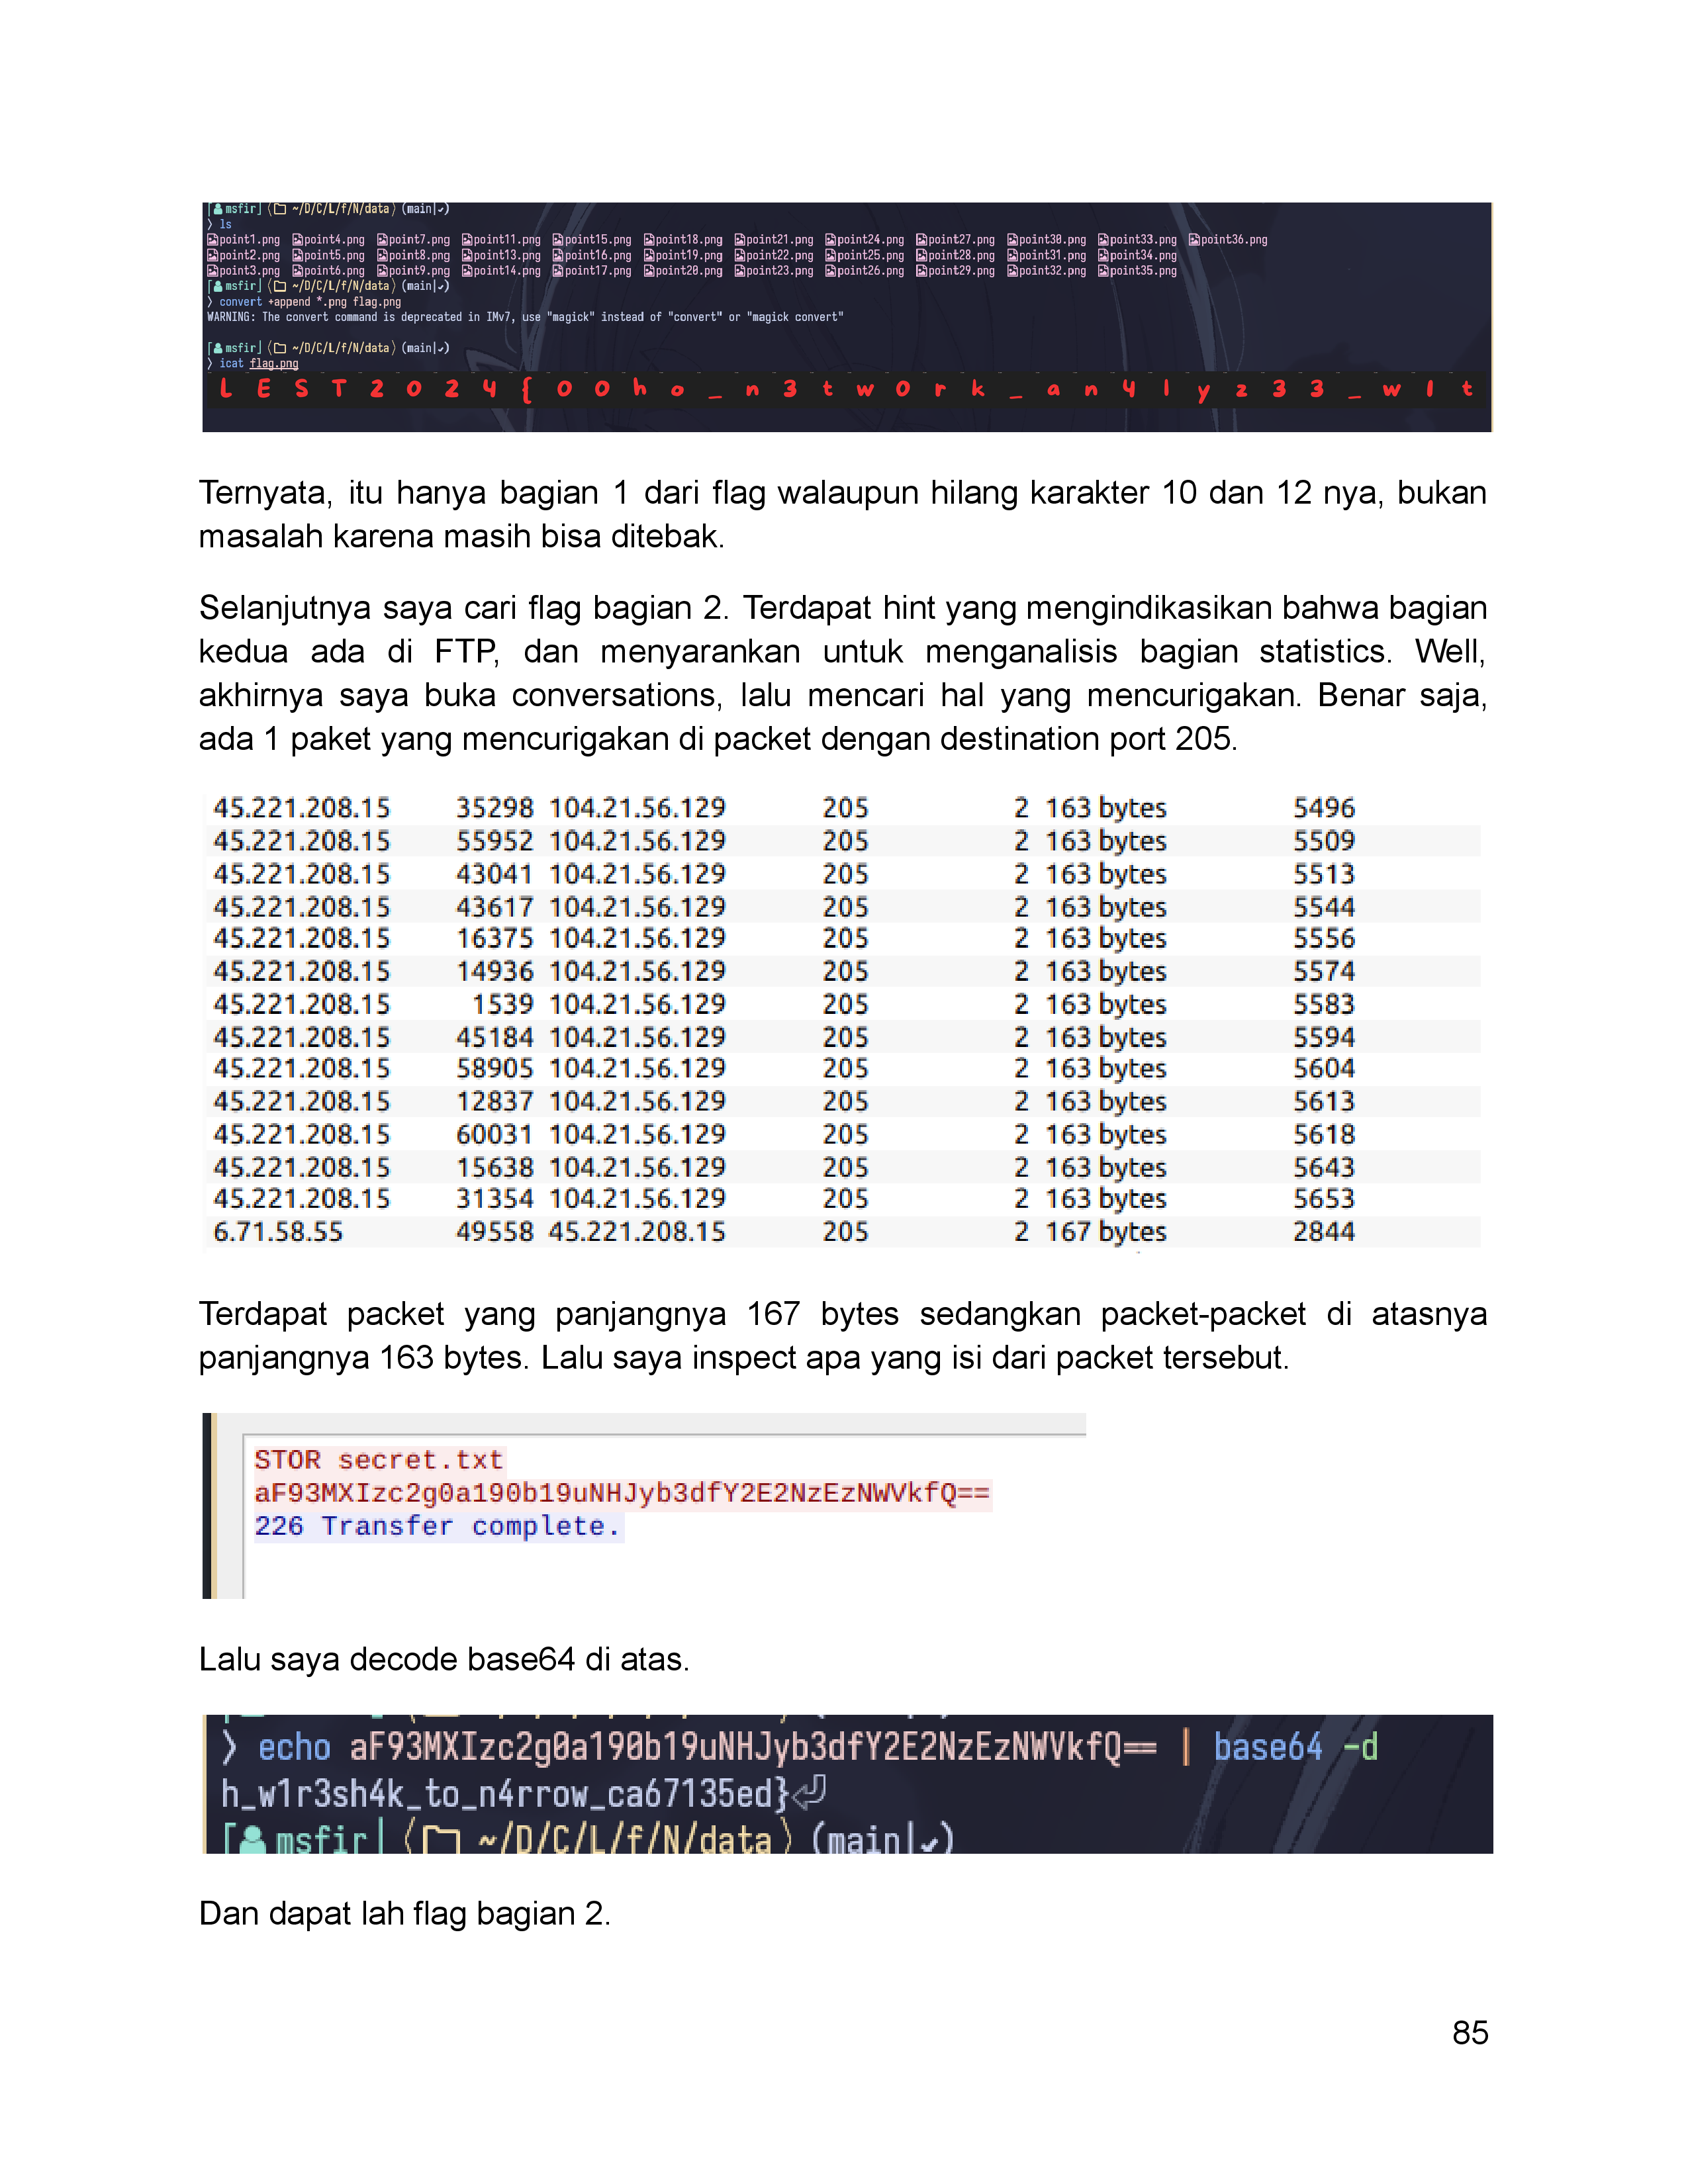 msfir ~/D/C/L/f/N/data (main|✓)
❯ ls
point1.png point4.png point7.png point11.png point15.png point18.png point21.png point24.png point27.png point30.png point33.png point36.png
point2.png point5.png point8.png point13.png point16.png point19.png point22.png point25.png point28.png point31.png point34.png
point3.png point6.png point9.png point14.png point17.png point20.png point23.png point26.png point29.png point32.png point35.png
msfir ~/D/C/L/f/N/data (main|✓)
❯ convert +append *.png flag.png
WARNING: The convert command is deprecated in IMv7, use "magick" instead of "convert" or "magick convert"
msfir ~/D/C/L/f/N/data (main|✓)
❯ icat flag.png
L E S T 2 0 2 4 { 0 0 h o _ n 3 t w 0 r k _ a n 4 l y z 3 3 _ w 1 t
Ternyata, itu hanya bagian 1 dari flag walaupun hilang karakter 10 dan 12 nya, bukan
masalah karena masih bisa ditebak.
Selanjutnya saya cari flag bagian 2. Terdapat hint yang mengindikasikan bahwa bagian
kedua ada di FTP, dan menyarankan untuk menganalisis bagian statistics. Well,
akhirnya saya buka conversations, lalu mencari hal yang mencurigakan. Benar saja,
ada 1 paket yang mencurigakan di packet dengan destination port 205.
45.221.208.15 35298 104.21.56.129 205 2 163 bytes 5496
45.221.208.15 55952 104.21.56.129 205 2 163 bytes 5509
45.221.208.15 43041 104.21.56.129 205 2 163 bytes 5513
45.221.208.15 43617 104.21.56.129 205 2 163 bytes 5544
45.221.208.15 16375 104.21.56.129 205 2 163 bytes 5556
45.221.208.15 14936 104.21.56.129 205 2 163 bytes 5574
45.221.208.15 1539 104.21.56.129 205 2 163 bytes 5583
45.221.208.15 45184 104.21.56.129 205 2 163 bytes 5594
45.221.208.15 58905 104.21.56.129 205 2 163 bytes 5604
45.221.208.15 12837 104.21.56.129 205 2 163 bytes 5613
45.221.208.15 60031 104.21.56.129 205 2 163 bytes 5618
45.221.208.15 15638 104.21.56.129 205 2 163 bytes 5643
45.221.208.15 31354 104.21.56.129 205 2 163 bytes 5653
6.71.58.55 49558 45.221.208.15 205 2 167 bytes 2844
Terdapat packet yang panjangnya 167 bytes sedangkan packet-packet di atasnya
panjangnya 163 bytes. Lalu saya inspect apa yang isi dari packet tersebut.
STOR secret.txt
aF93MXIzc2g0a190b19uNHJyb3dfY2E2NzEzNWVkfQ==
226 Transfer complete.
Lalu saya decode base64 di atas.
❯ echo aF93MXIzc2g0a190b19uNHJyb3dfY2E2NzEzNWVkfQ== | base64 -d
h_w1r3sh4k_to_n4rrow_ca67135ed}⏎
msfir ~/D/C/L/f/N/data (main|✓)
Dan dapat lah flag bagian 2.
85